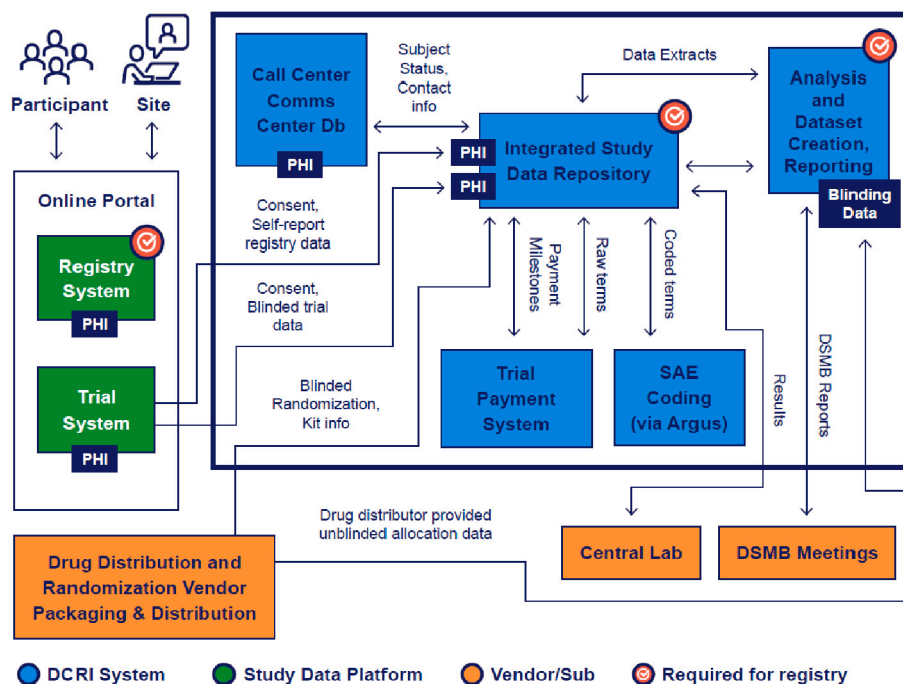 Participant
Site
Online Portal
Registry
System
PHI
Trial
System
PHI
Call Center
Comms
Center Db
PHI
Subject
Status,
Contact
info
Data Extracts
Integrated Study
Data Repository
PHI
PHI
Analysis
and
Dataset
Creation,
Reporting
Blinding
Data
Consent,
Self-report
registry data
Consent,
Blinded trial
data
Blinded
Randomization,
Kit info
Payment
Milestones
Raw terms
Coded terms
Results
DSMB Reports
Trial
Payment
System
SAE
Coding
(via Argus)
Drug distributor provided
unblinded allocation data
Central Lab
DSMB Meetings
Drug Distribution and
Randomization Vendor
Packaging & Distribution
DCRI System
Study Data Platform
Vendor/Sub
Required for registry